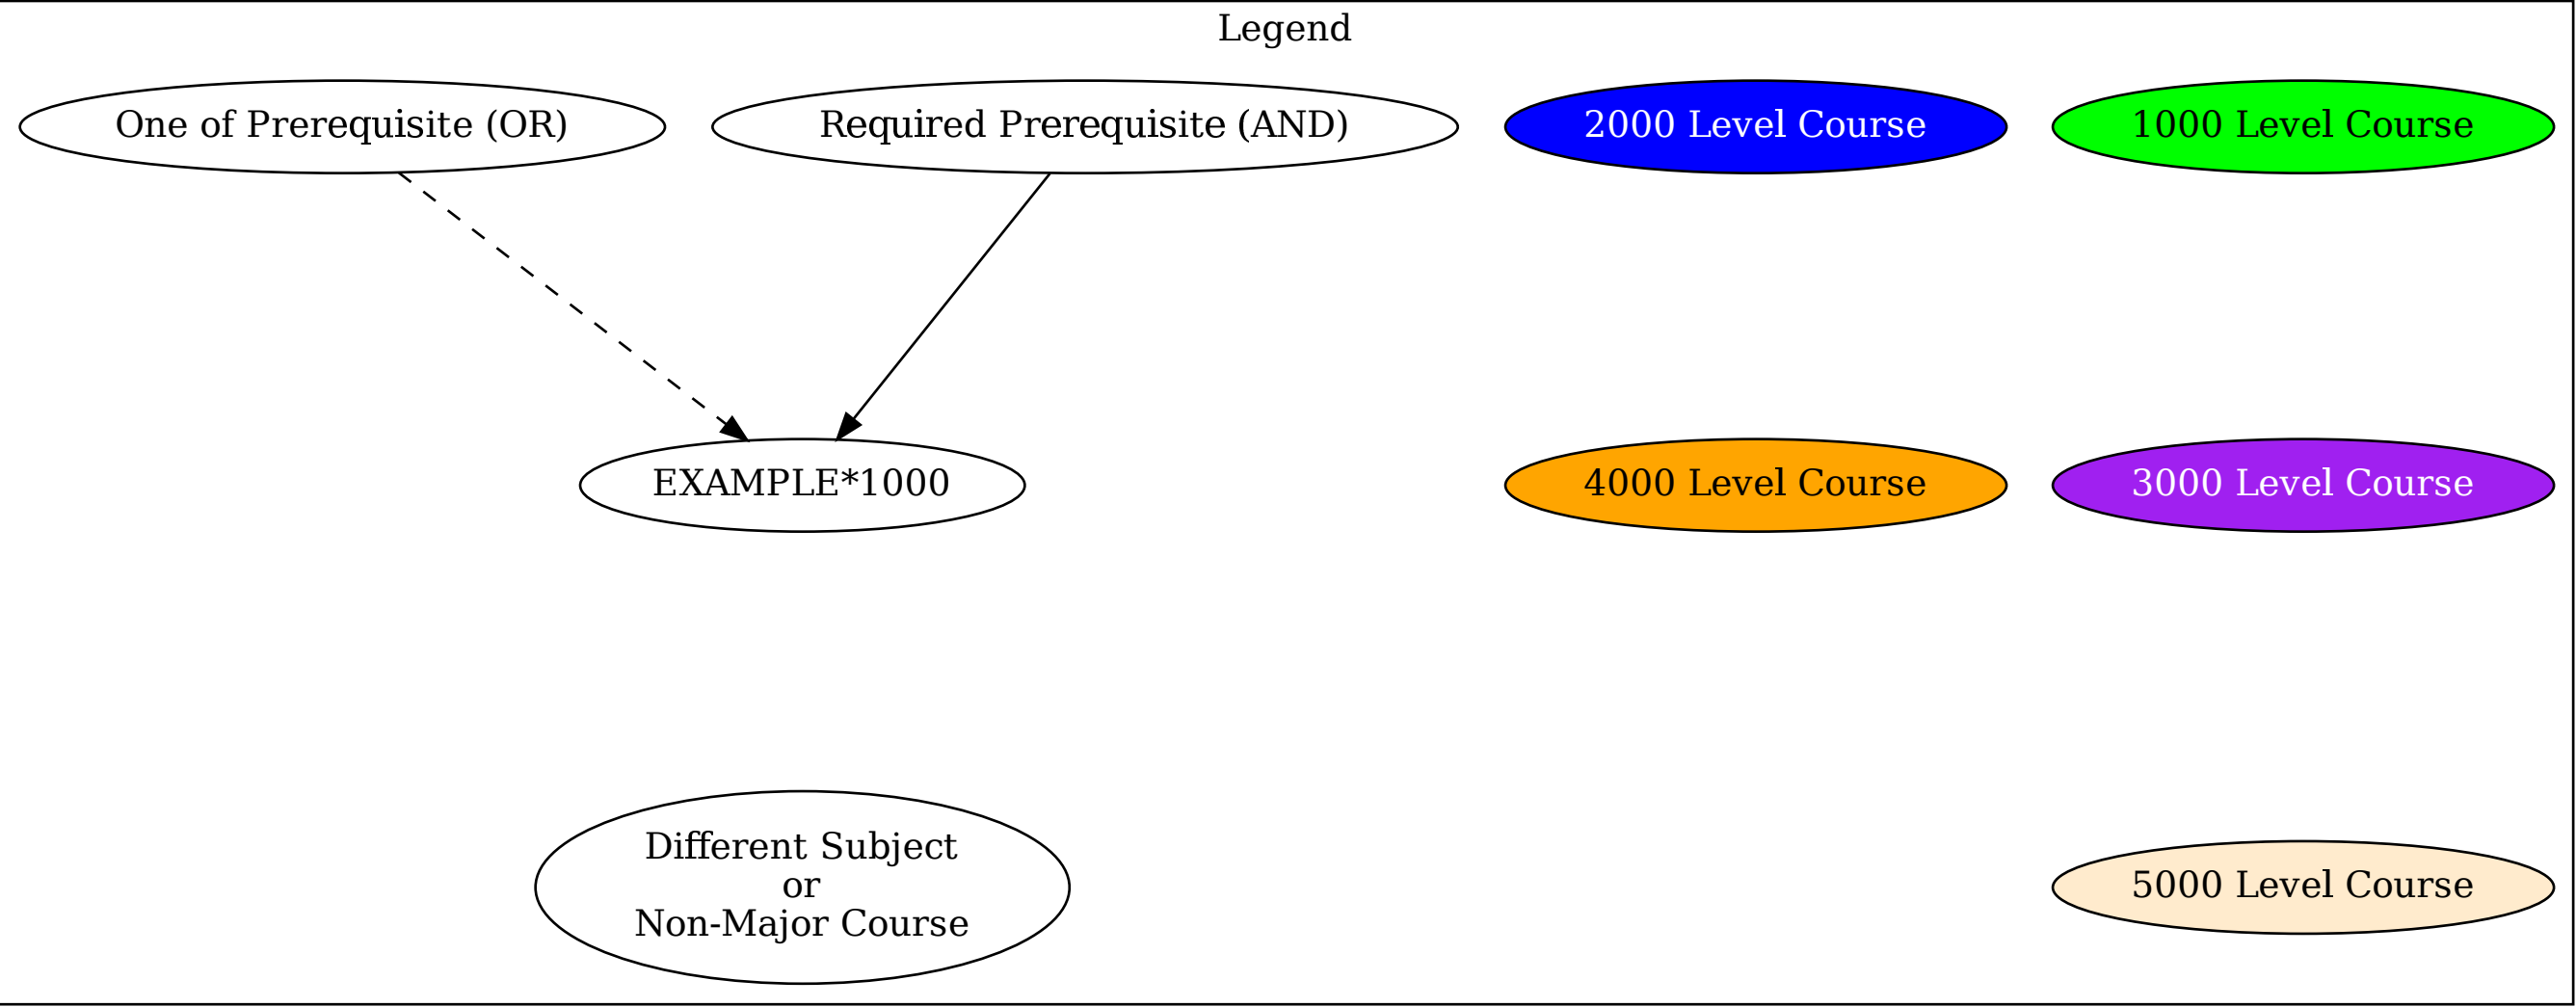 Legend
One of Prerequisite (OR)
Required Prerequisite (AND)
2000 Level Course
1000 Level Course
EXAMPLE*1000
4000 Level Course
3000 Level Course
Different Subject
or
Non-Major Course
5000 Level Course